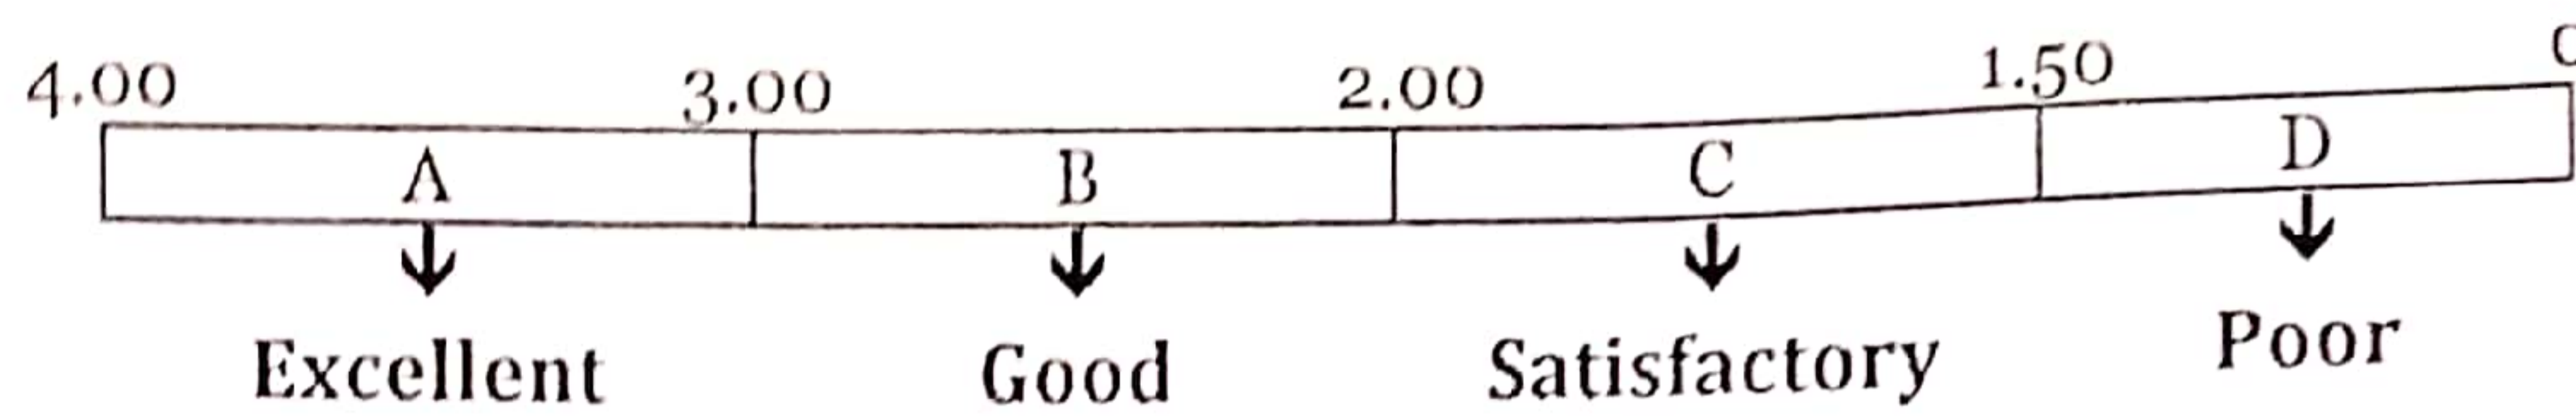 4.00 3.00 2.00 1.50
A B C D
Excellent Good Satisfactory Poor